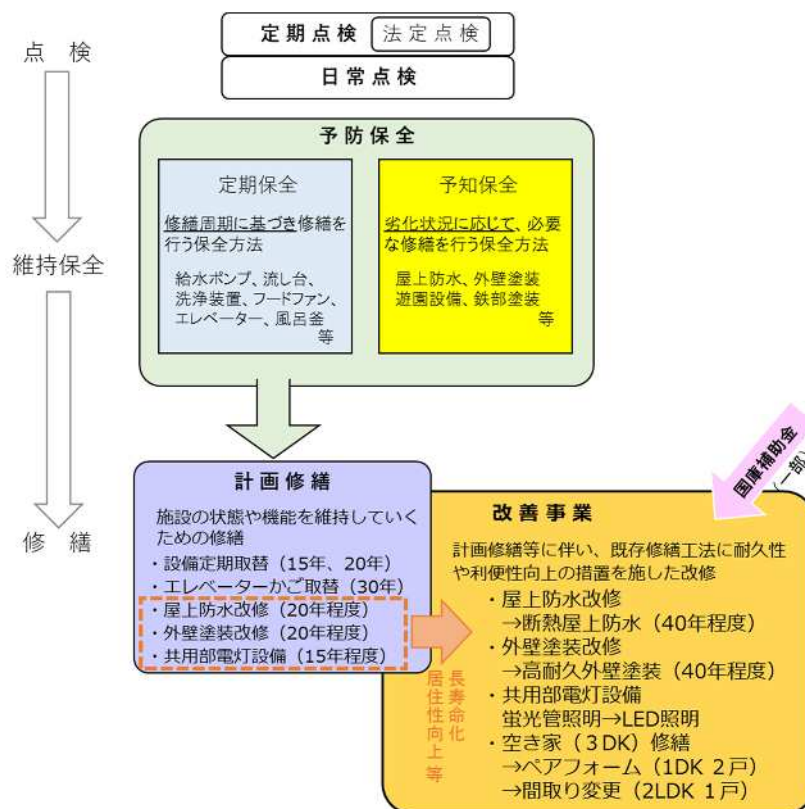 点　検
定期点検 法定点検
日常点検
予防保全
定期保全
修繕周期に基づき修繕を
行う保全方法
給水ポンプ、流し台、
洗浄装置、フードファン、
エレベーター、風呂釜
等
予知保全
劣化状況に応じて、必要
な修繕を行う保全方法
屋上防水、外壁塗装
遊園設備、鉄部塗装
等
維持保全
計画修繕
施設の状態や機能を維持していく
ための修繕
・設備定期取替（15年、20年）
・エレベーターかご取替（30年）
・屋上防水改修（20年程度）
・外壁塗装改修（20年程度）
・共用部電灯設備（15年程度）
修　繕
長寿命化
居住性向上等
国庫補助金
（一部）
改善事業
計画修繕等に伴い、既存修繕工法に耐久性
や利便性向上の措置を施した改修
・屋上防水改修
→断熱屋上防水（40年程度）
・外壁塗装改修
→高耐久外壁塗装（40年程度）
・共用部電灯設備
蛍光管照明→LED照明
・空き家（３DK）修繕
→ペアフォーム（1DK ２戸）
→間取り変更（2LDK １戸）